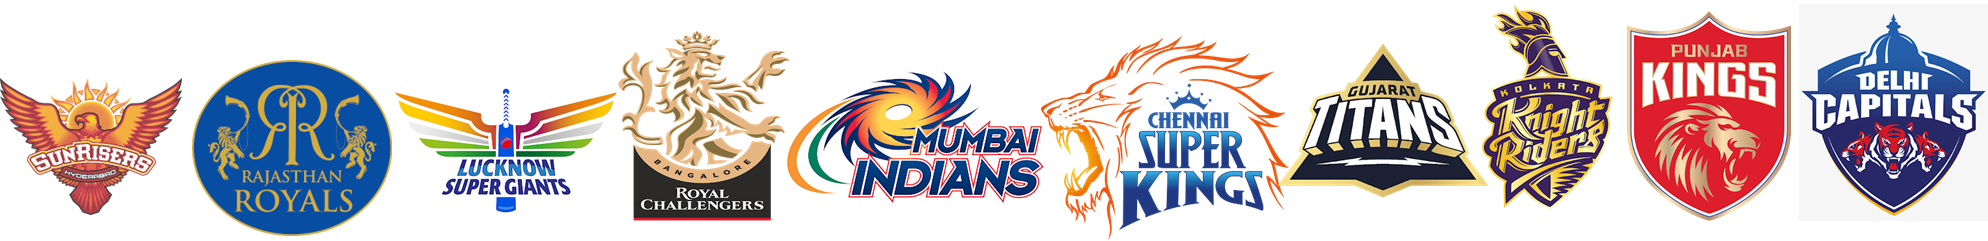 SUNRISERS
HYDERABAD
RR
RAJASTHAN
ROYALS
LUCKNOW
SUPER GIANTS
BANGALORE
ROYAL
CHALLENGERS
MUMBAI
INDIANS
CHENNAI
SUPER
KINGS
GUJARAT
TITANS
KOLKATA
Knight
Riders
PUNJAB
KINGS
DELHI
CAPITALS